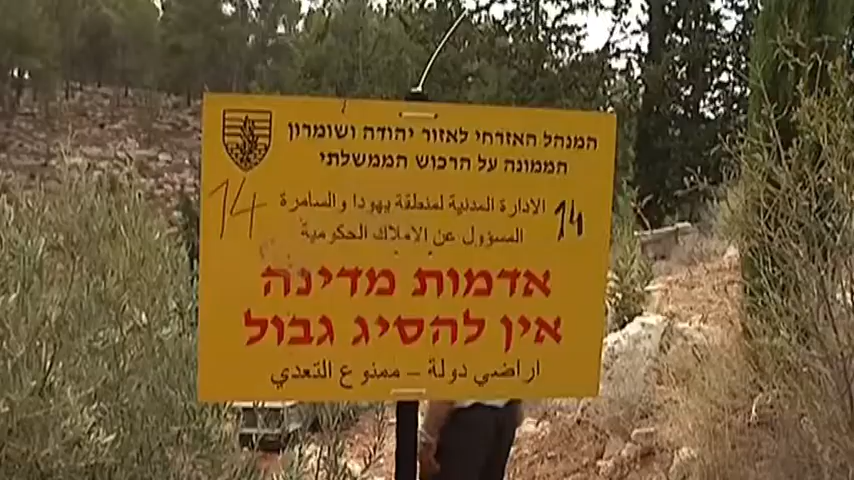 המנהל האזרחי לאזור יהודה ושומרון
הממונה על הרכוש הממשלתי
14
الادارة المدنية لمنطقة يهودا والسامرة
14
المسؤول عن الاملاك الحكومية
אדמות מדינה
אין להסיג גבול
اراضي دولة - ممنوع التعدي